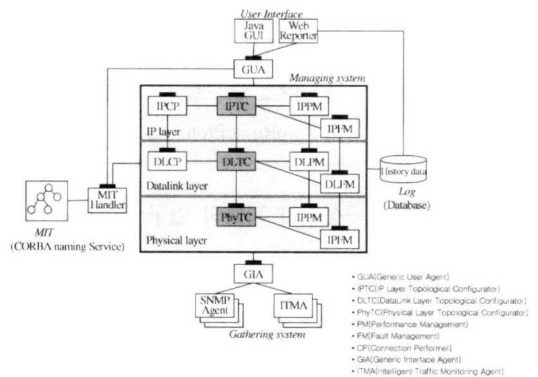 User Interface
Java
GUI
Web
Reporter
GUA
Managing system
IPCP
IPTC
IPPM
IPFM
IP layer
DLCP
DLTC
DLPM
DLFM
Datalink layer
PhyTC
IPPM
IPFM
Physical layer
MIT
Handler
MIT
(CORBA naming Service)
History data
Log
(Database)
GIA
SNMP
Agent
ITMA
Gathering system
• GUA(Generic User Agent)
• IPTC(IP Layer Topological Configurator)
• DLTC(DataLink Layer Topological Configurator)
• PhyTC(Physical Layer Topological Configurator)
• PM(Performance Management)
• FM(Fault Management)
• CP(Connection Performer)
• GIA(Generic Interface Agent)
• ITMA(Intelligent Traffic Monitoring Agent)